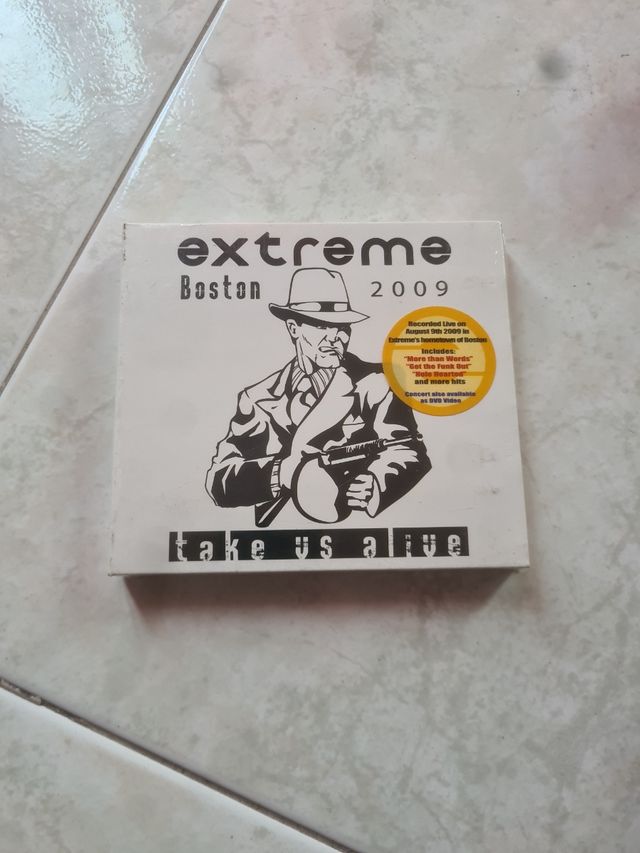 extreme
Boston 2009
Recorded Live on
August 9th 2009 in
Extreme's hometown of Boston
Includes:
"More than Words"
"Get the Funk Out"
"Hole Hearted"
and more hits
Concert also available
as DVD Video
take us alive